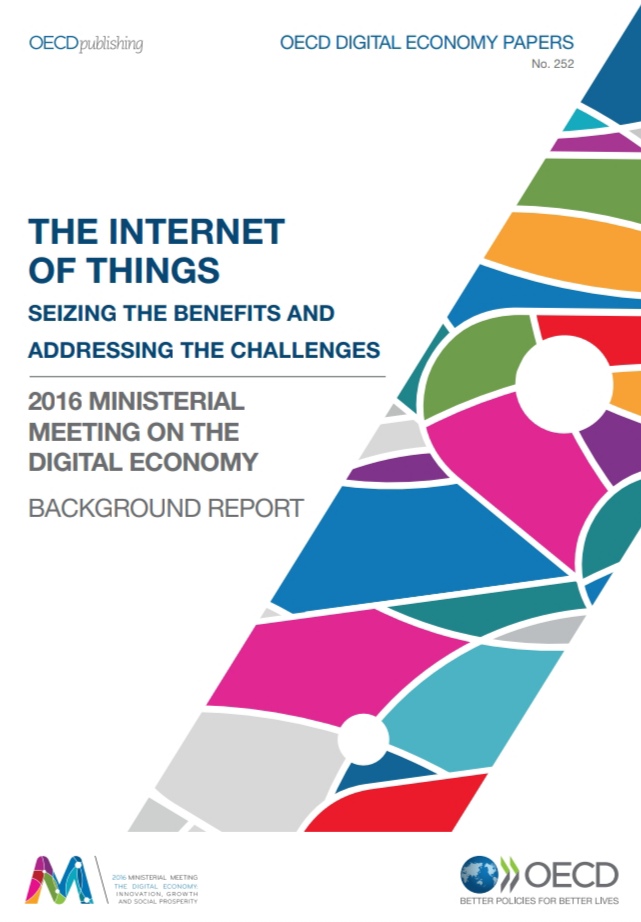 OECDpublishing
OECD DIGITAL ECONOMY PAPERS
No. 252
THE INTERNET
OF THINGS
SEIZING THE BENEFITS AND
ADDRESSING THE CHALLENGES
2016 MINISTERIAL
MEETING ON THE
DIGITAL ECONOMY
BACKGROUND REPORT
2016 MINISTERIAL MEETING
THE DIGITAL ECONOMY:
INNOVATION, GROWTH
AND SOCIAL PROSPERITY
OECD
BETTER POLICIES FOR BETTER LIVES